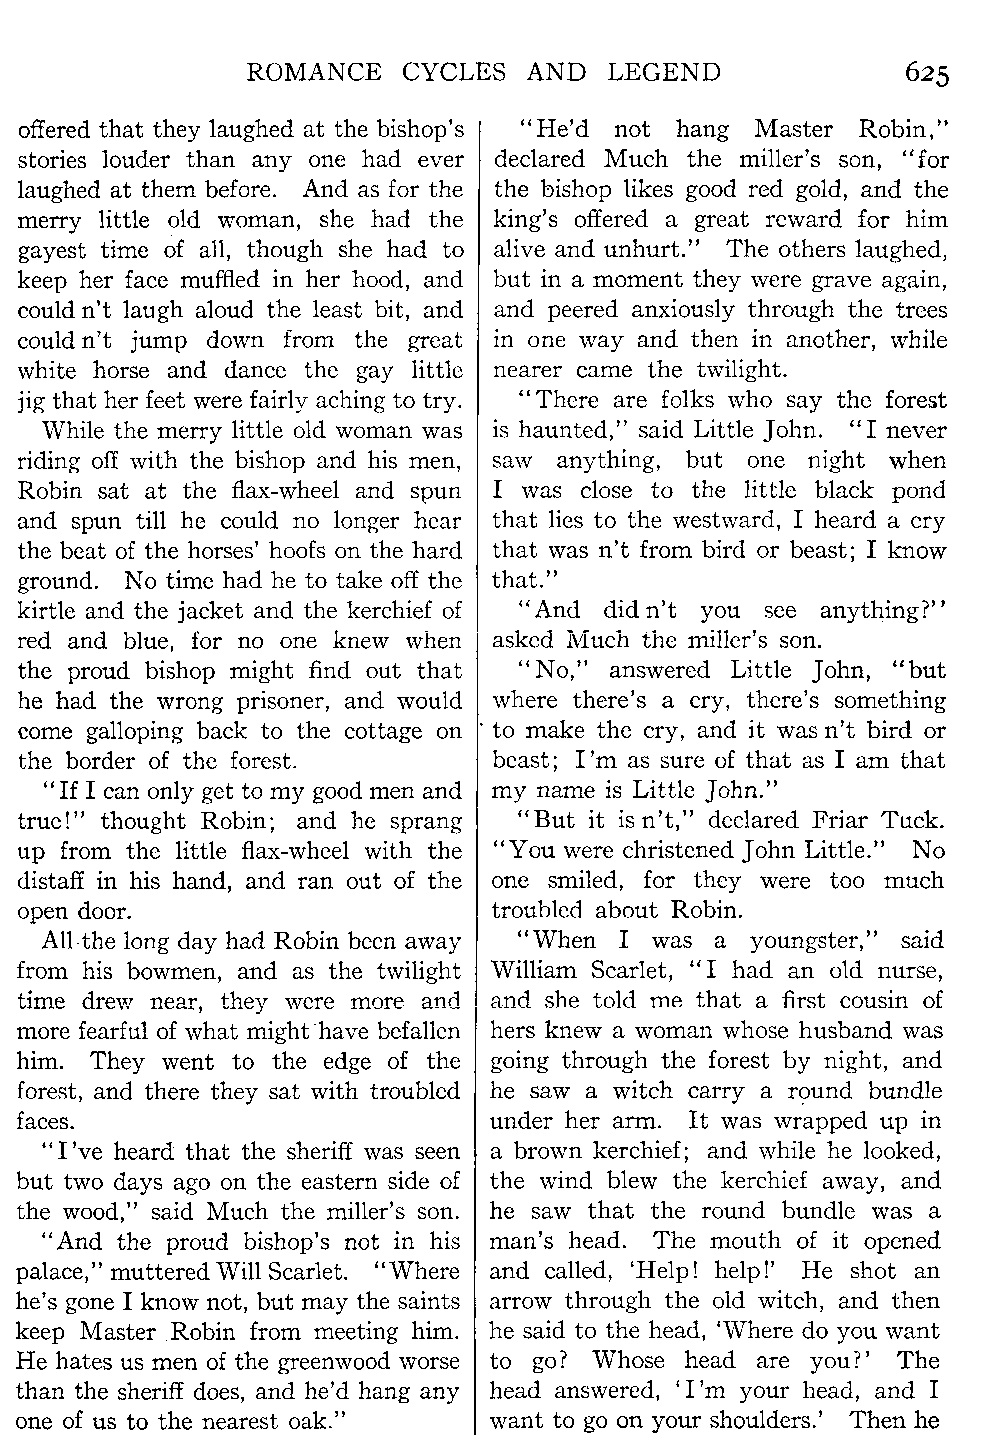 ROMANCE CYCLES AND LEGEND 625
offered that they laughed at the bishop's
stories louder than any one had ever
laughed at them before. And as for the
merry little old woman, she had the
gayest time of all, though she had to
keep her face muffled in her hood, and
could n't laugh aloud the least bit, and
could n't jump down from the great
white horse and dance the gay little
jig that her feet were fairly aching to try.
While the merry little old woman was
riding off with the bishop and his men,
Robin sat at the flax-wheel and spun
and spun till he could no longer hear
the beat of the horses' hoofs on the hard
ground. No time had he to take off the
kirtle and the jacket and the kerchief of
red and blue, for no one knew when
the proud bishop might find out that
he had the wrong prisoner, and would
come galloping back to the cottage on
the border of the forest.
"If I can only get to my good men and
true!" thought Robin; and he sprang
up from the little flax-wheel with the
distaff in his hand, and ran out of the
open door.
All the long day had Robin been away
from his bowmen, and as the twilight
time drew near, they were more and
more fearful of what might have befallen
him. They went to the edge of the
forest, and there they sat with troubled
faces.
"I've heard that the sheriff was seen
but two days ago on the eastern side of
the wood," said Much the miller's son.
"And the proud bishop's not in his
palace," muttered Will Scarlet. "Where
he's gone I know not, but may the saints
keep Master Robin from meeting him.
He hates us men of the greenwood worse
than the sheriff does, and he'd hang any
one of us to the nearest oak."
"He'd not hang Master Robin,"
declared Much the miller's son, "for
the bishop likes good red gold, and the
king's offered a great reward for him
alive and unhurt." The others laughed,
but in a moment they were grave again,
and peered anxiously through the trees
in one way and then in another, while
nearer came the twilight.
"There are folks who say the forest
is haunted," said Little John. "I never
saw anything, but one night when
I was close to the little black pond
that lies to the westward, I heard a cry
that was n't from bird or beast; I know
that."
"And did n't you see anything?"
asked Much the miller's son.
"No," answered Little John, "but
where there's a cry, there's something
to make the cry, and it was n't bird or
beast; I'm as sure of that as I am that
my name is Little John."
"But it is n't," declared Friar Tuck.
"You were christened John Little." No
one smiled, for they were too much
troubled about Robin.
"When I was a youngster," said
William Scarlet, "I had an old nurse,
and she told me that a first cousin of
hers knew a woman whose husband was
going through the forest by night, and
he saw a witch carry a round bundle
under her arm. It was wrapped up in
a brown kerchief; and while he looked,
the wind blew the kerchief away, and
he saw that the round bundle was a
man's head. The mouth of it opened
and called, 'Help! help!' He shot an
arrow through the old witch, and then
he said to the head, 'Where do you want
to go? Whose head are you?' The
head answered, 'I'm your head, and I
want to go on your shoulders.' Then he